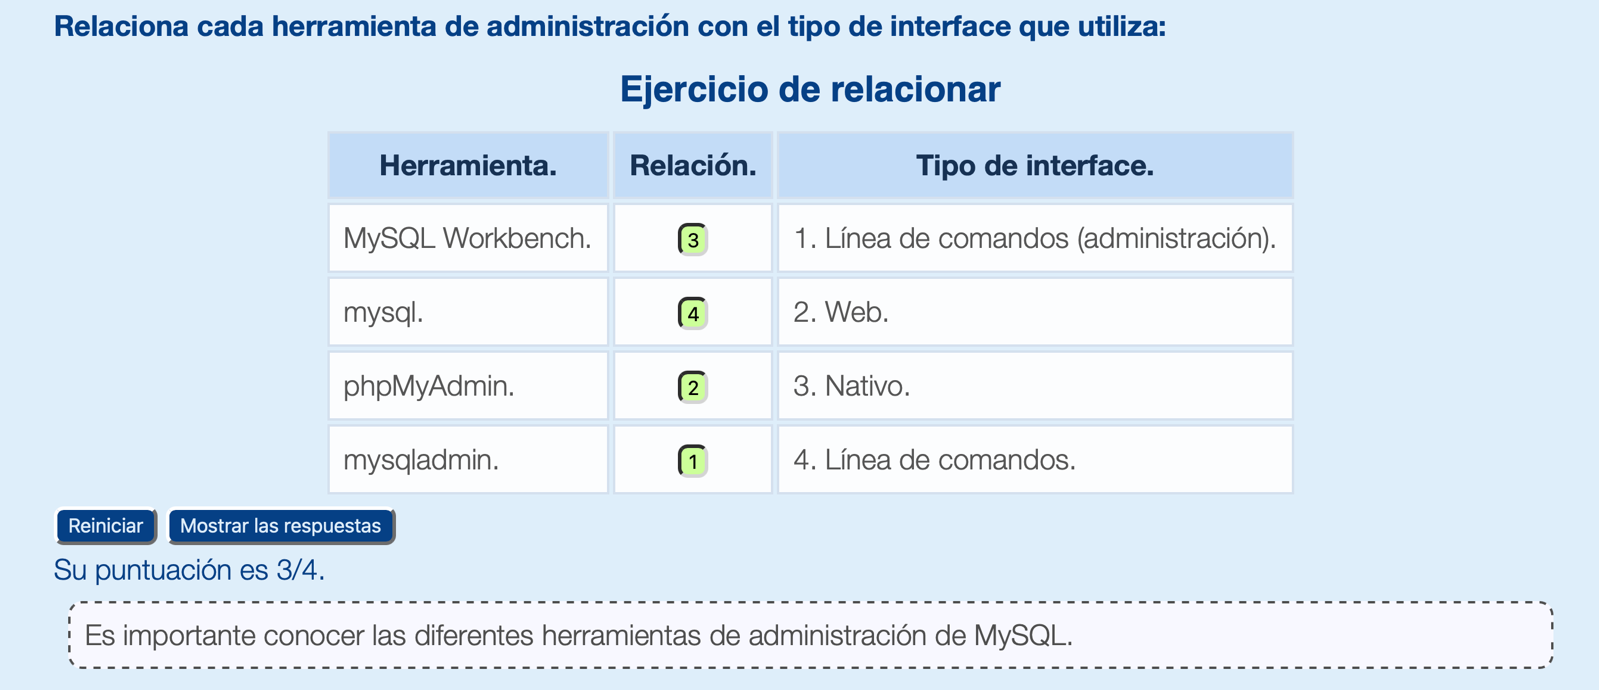 Relaciona cada herramienta de administración con el tipo de interface que utiliza:
Ejercicio de relacionar
Herramienta. Relación. Tipo de interface.
MySQL Workbench. 3 1. Línea de comandos (administración).
mysql. 4 2. Web.
phpMyAdmin. 2 3. Nativo.
mysqladmin. 1 4. Línea de comandos.
Reiniciar Mostrar las respuestas
Su puntuación es 3/4.
Es importante conocer las diferentes herramientas de administración de MySQL.